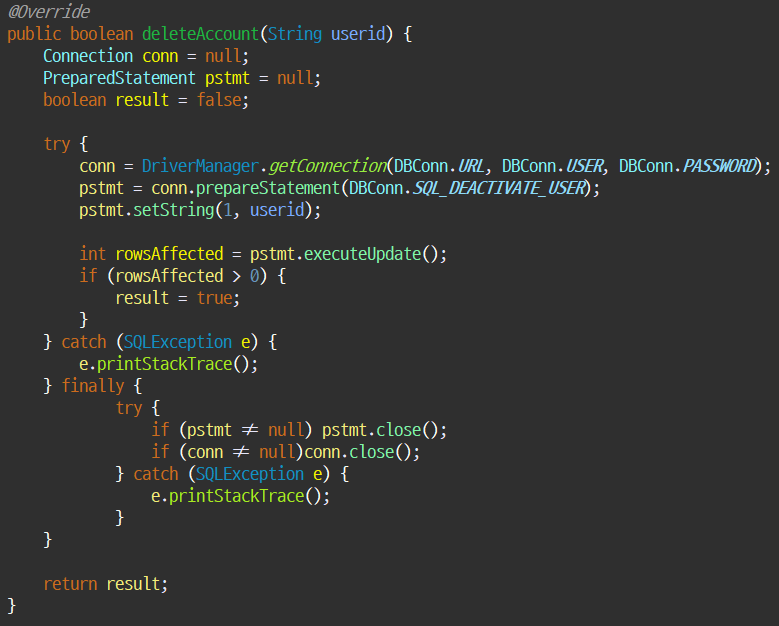 @Override
public boolean deleteAccount(String userid) {
    Connection conn = null;
    PreparedStatement pstmt = null;
    boolean result = false;

    try {
        conn = DriverManager.getConnection(DBConn.URL, DBConn.USER, DBConn.PASSWORD);
        pstmt = conn.prepareStatement(DBConn.SQL_DEACTIVATE_USER);
        pstmt.setString(1, userid);

        int rowsAffected = pstmt.executeUpdate();
        if (rowsAffected > 0) {
            result = true;
        }
    } catch (SQLException e) {
        e.printStackTrace();
    } finally {
            try {
                if (pstmt ≠ null) pstmt.close();
                if (conn ≠ null)conn.close();
            } catch (SQLException e) {
                e.printStackTrace();
            }
    }

    return result;
}